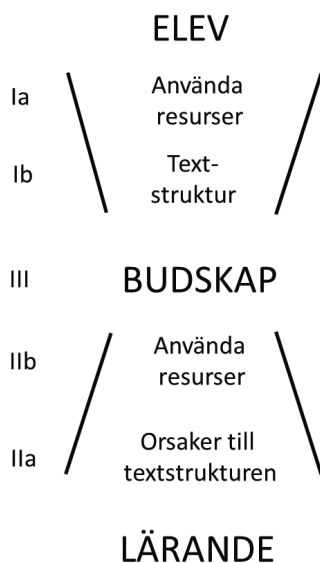 ELEV
Ia
Använda
resurser
Ib
Text-
struktur
III
BUDSKAP
IIb
Använda
resurser
IIa
Orsaker till
textstrukturen
LÄRANDE